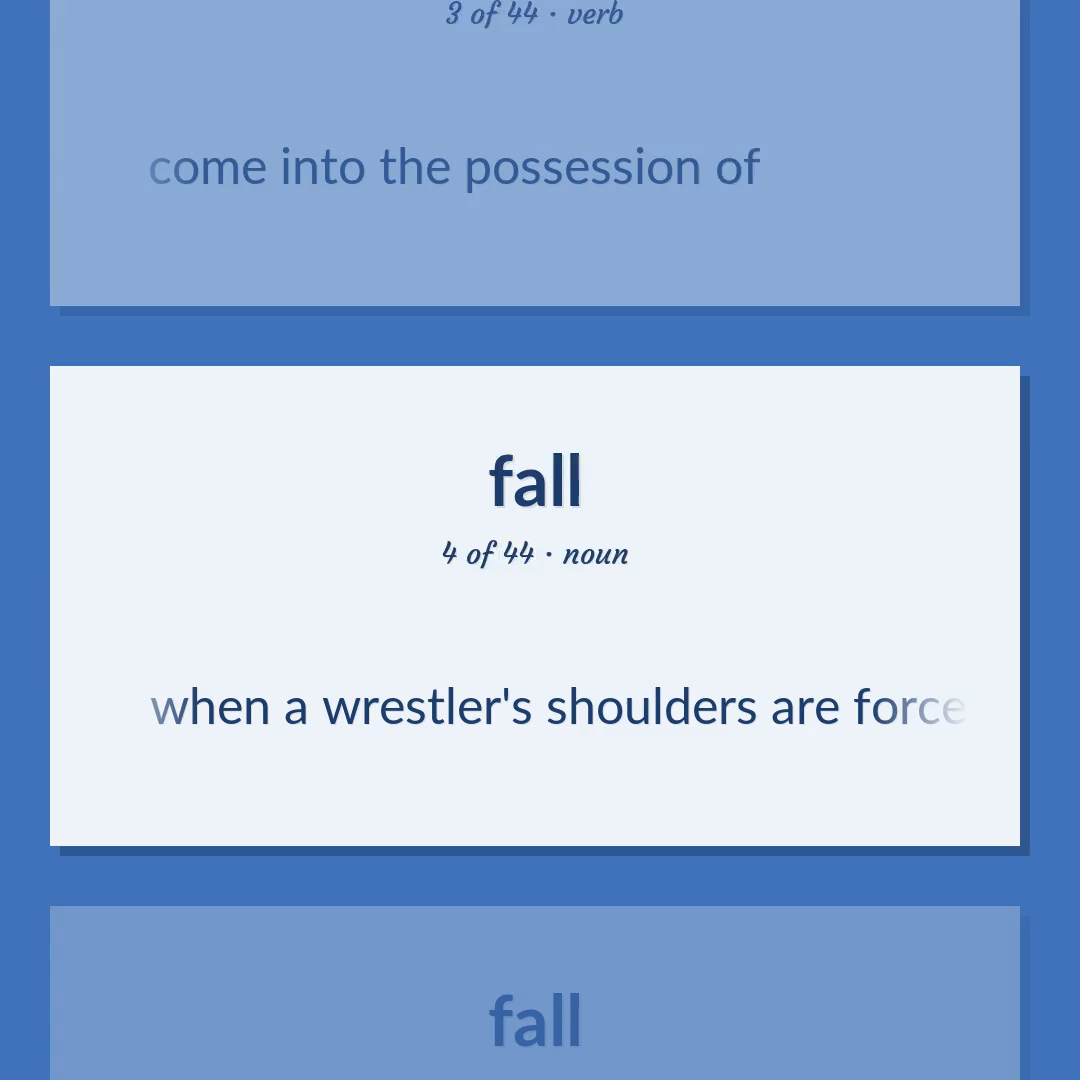 3 of 44 · verb
come into the possession of
fall
4 of 44 · noun
when a wrestler's shoulders are force
fall